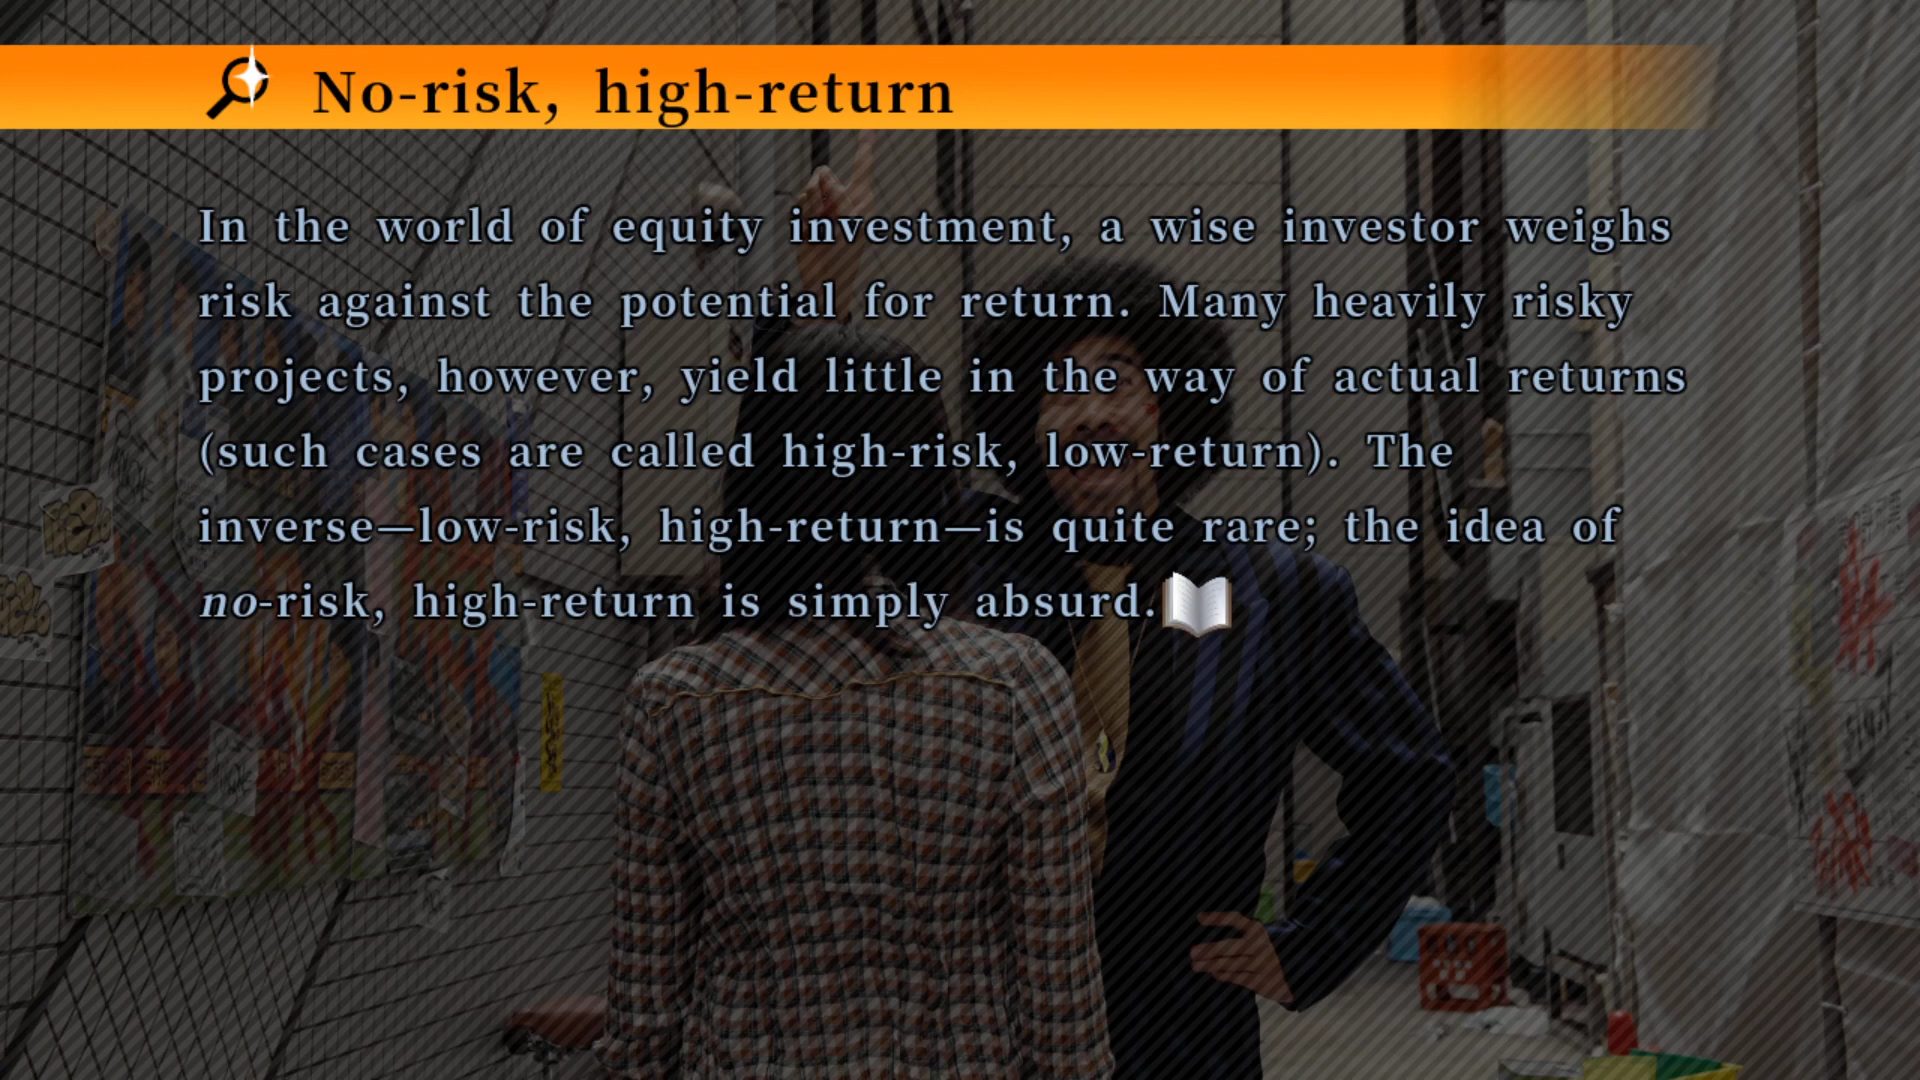 No-risk, high-return
In the world of equity investment, a wise investor weighs
risk against the potential for return. Many heavily risky
projects, however, yield little in the way of actual returns
(such cases are called high-risk, low-return). The
inverse—low-risk, high-return—is quite rare; the idea of
no-risk, high-return is simply absurd.